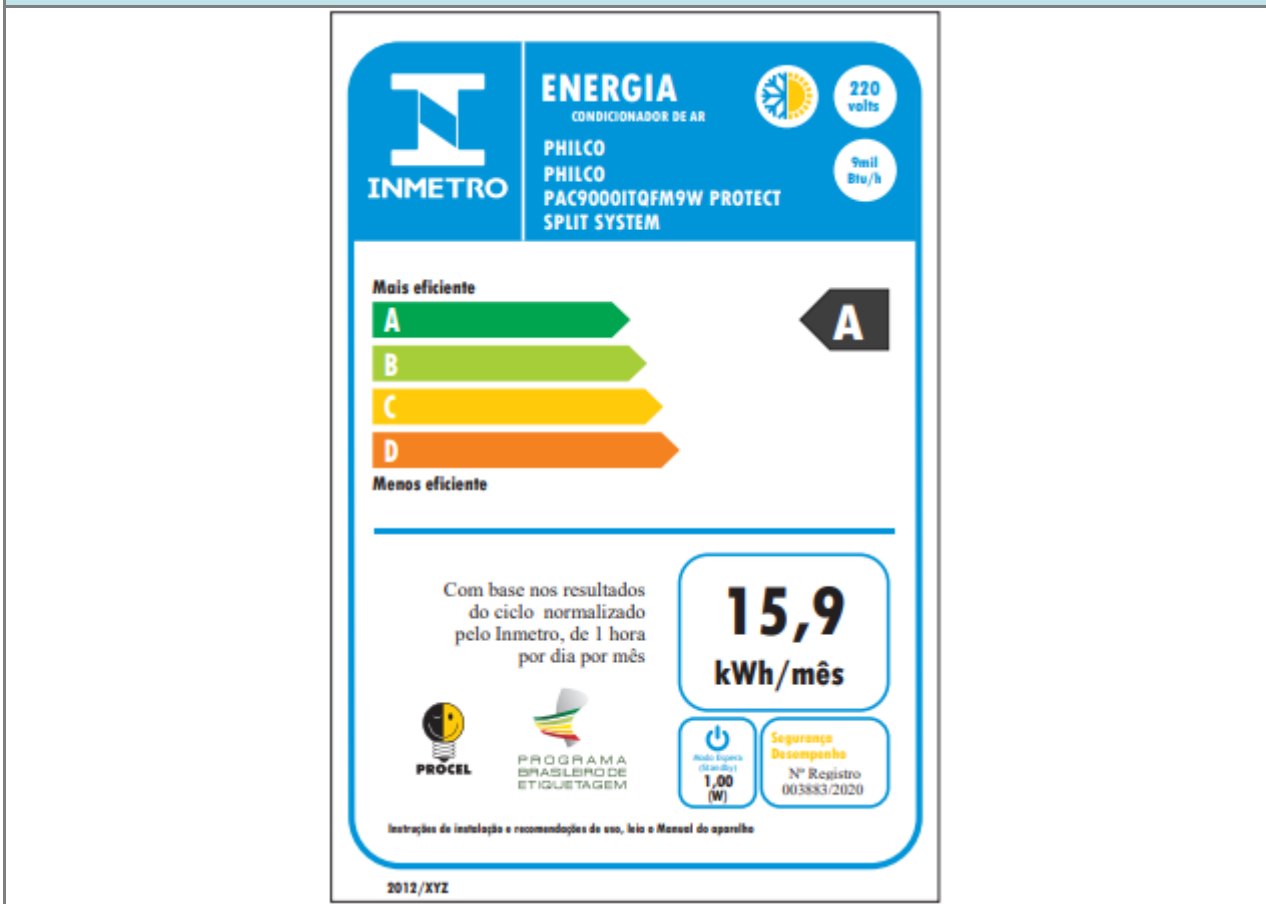 INMETRO
ENERGIA
CONDICIONADOR DE AR
220
volts
PHILCO
PHILCO
PAC9000ITQFM9W PROTECT
SPLIT SYSTEM
9mil
Btu/h
Mais eficiente
A
A
B
C
D
Menos eficiente
Com base nos resultados
do ciclo normalizado
pelo Inmetro, de 1 hora
por dia por mês
15,9
kWh/mês
PROCEL
PROGRAMA
BRASILEIRO DE
ETIQUETAGEM
Modo Espera
(Standby)
1,00
(W)
Segurança
Desempenho
Nº Registro
003883/2020
Instruções de instalação e recomendações de uso, leia o Manual do aparelho
2012/XYZ